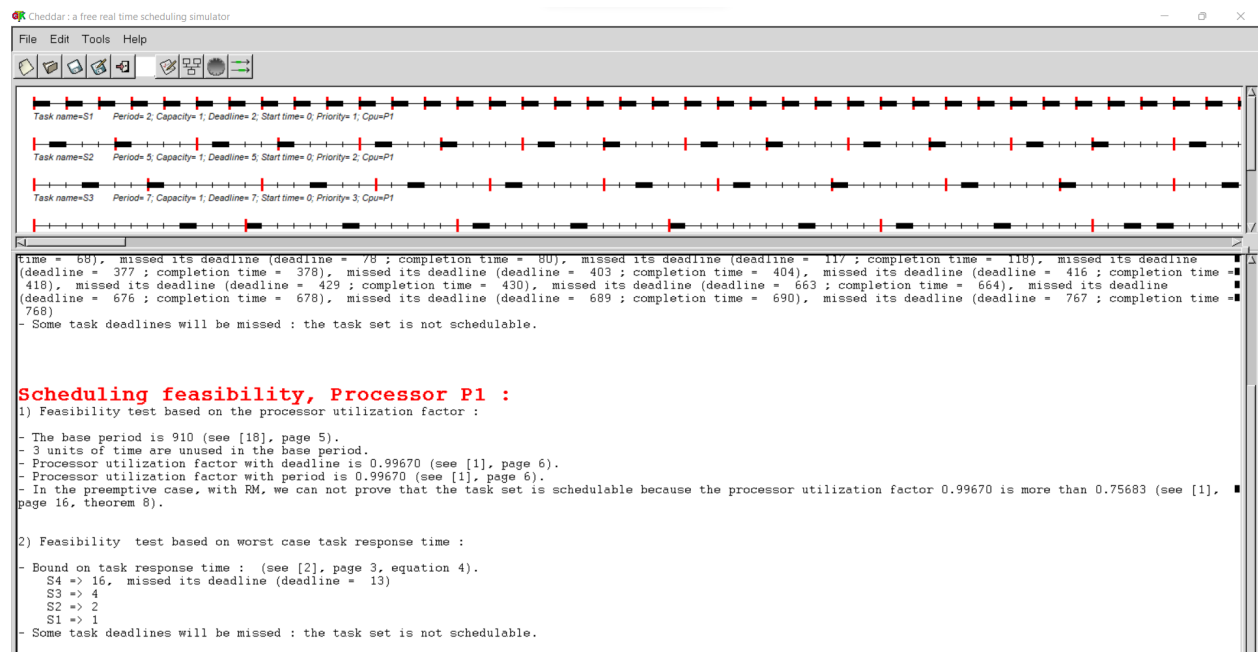 Cheddar : a free real time scheduling simulator
File Edit Tools Help
Task name=S1 Period= 2; Capacity= 1; Deadline= 2; Start time= 0; Priority= 1; Cpu=P1
Task name=S2 Period= 5; Capacity= 1; Deadline= 5; Start time= 0; Priority= 2; Cpu=P1
Task name=S3 Period= 7; Capacity= 1; Deadline= 7; Start time= 0; Priority= 3; Cpu=P1
time = 68), missed its deadline (deadline = 78 ; completion time = 80), missed its deadline (deadline = 117 ; completion time = 118), missed its deadline
(deadline = 377 ; completion time = 378), missed its deadline (deadline = 403 ; completion time = 404), missed its deadline (deadline = 416 ; completion time =
418), missed its deadline (deadline = 429 ; completion time = 430), missed its deadline (deadline = 663 ; completion time = 664), missed its deadline
(deadline = 676 ; completion time = 678), missed its deadline (deadline = 689 ; completion time = 690), missed its deadline (deadline = 767 ; completion time =
768)
- Some task deadlines will be missed : the task set is not schedulable.
Scheduling feasibility, Processor P1 :
1) Feasibility test based on the processor utilization factor :
- The base period is 910 (see [18], page 5).
- 3 units of time are unused in the base period.
- Processor utilization factor with deadline is 0.99670 (see [1], page 6).
- Processor utilization factor with period is 0.99670 (see [1], page 6).
- In the preemptive case, with RM, we can not prove that the task set is schedulable because the processor utilization factor 0.99670 is more than 0.75683 (see [1],
page 16, theorem 8).
2) Feasibility test based on worst case task response time :
- Bound on task response time : (see [2], page 3, equation 4).
S4 => 16, missed its deadline (deadline = 13)
S3 => 4
S2 => 2
S1 => 1
- Some task deadlines will be missed : the task set is not schedulable.